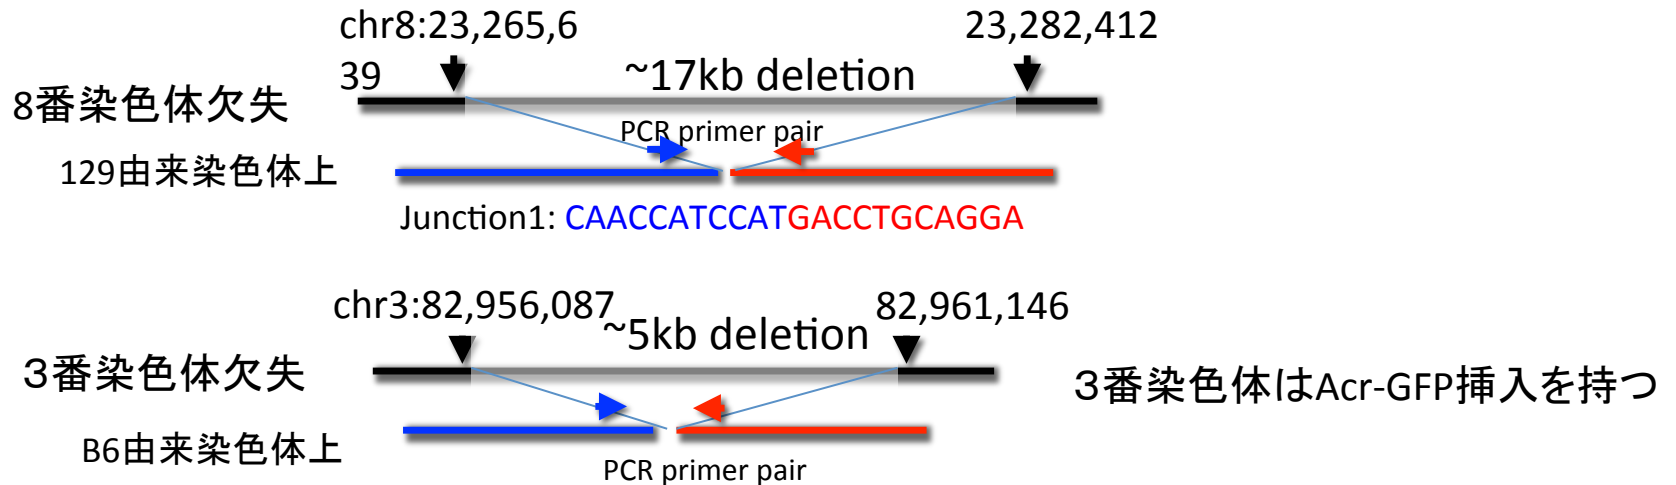 chr8:23,265,6
39
23,282,412
~17kb deletion
8番染色体欠失
PCR primer pair
129由来染色体上
Junction1: CAACCATCCATGACCTGCAGGA
chr3:82,956,087
82,961,146
~5kb deletion
３番染色体欠失
３番染色体はAcr-GFP挿入を持つ
B6由来染色体上
PCR primer pair